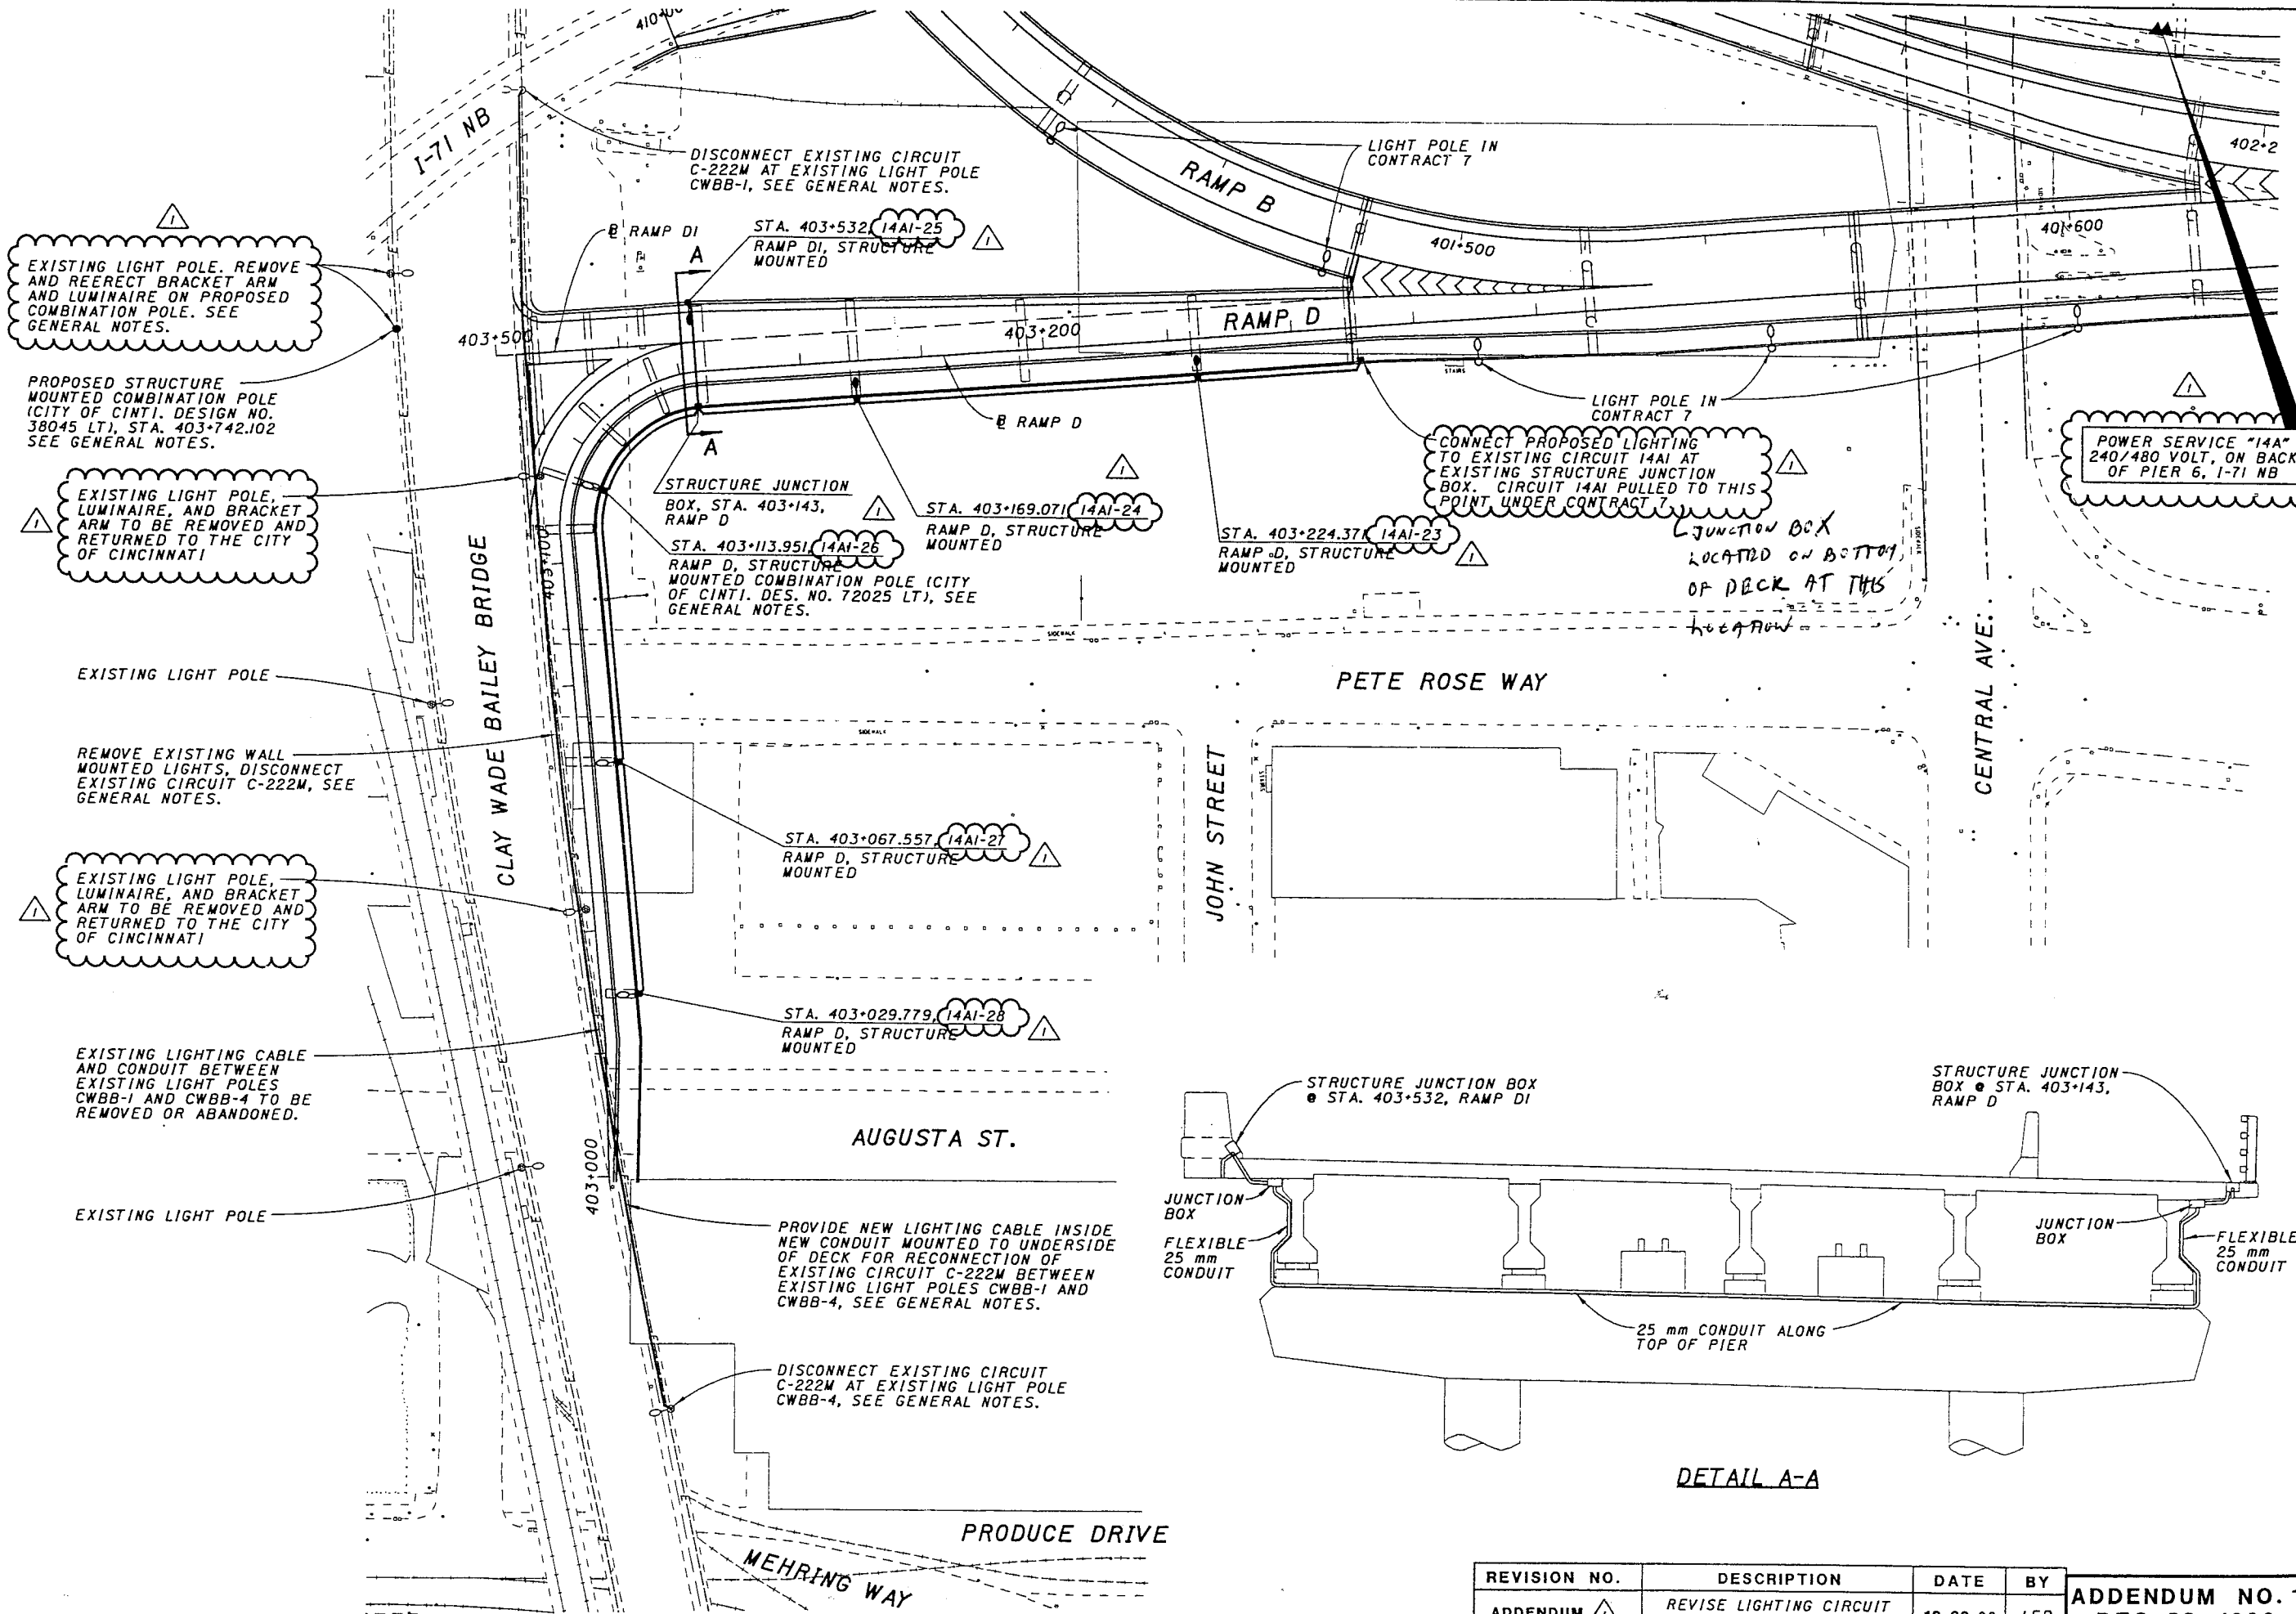 410+00
I-71 NB
DISCONNECT EXISTING CIRCUIT
C-222M AT EXISTING LIGHT POLE
CWBB-1, SEE GENERAL NOTES.
LIGHT POLE IN
CONTRACT 7
RAMP B
402+2
1
EXISTING LIGHT POLE. REMOVE
AND REERECT BRACKET ARM
AND LUMINAIRE ON PROPOSED
COMBINATION POLE. SEE
GENERAL NOTES.
RAMP D1
STA. 403+532, 14A1-25
RAMP D1, STRUCTURE
MOUNTED
1
A
401+500
401+600
403+500
403+200
RAMP D
PROPOSED STRUCTURE
MOUNTED COMBINATION POLE
(CITY OF CINTI. DESIGN NO.
38045 LT), STA. 403+742.102
SEE GENERAL NOTES.
STAIRS
RAMP D
LIGHT POLE IN
CONTRACT 7
1
POWER SERVICE "14A"
240/480 VOLT, ON BACK
OF PIER 6, I-71 NB
A
CONNECT PROPOSED LIGHTING
TO EXISTING CIRCUIT 14A1 AT
EXISTING STRUCTURE JUNCTION
BOX. CIRCUIT 14A1 PULLED TO THIS
POINT UNDER CONTRACT 7.
1
JUNCTION BOX
LOCATED ON BOTTOM
OF DECK AT THIS
LOCATION
EXISTING LIGHT POLE,
LUMINAIRE, AND BRACKET
ARM TO BE REMOVED AND
RETURNED TO THE CITY
OF CINCINNATI
1
STRUCTURE JUNCTION
BOX, STA. 403+143,
RAMP D
1
STA. 403+113.951, 14A1-26
RAMP D, STRUCTURE
MOUNTED COMBINATION POLE (CITY
OF CINTI. DES. NO. 72025 LT), SEE
GENERAL NOTES.
1
STA. 403+169.071, 14A1-24
RAMP D, STRUCTURE
MOUNTED
STA. 403+224.371, 14A1-23
RAMP D, STRUCTURE
MOUNTED
1
403+100
SIDEWALK
SIDEWALK
CLAY WADE BAILEY BRIDGE
EXISTING LIGHT POLE
PETE ROSE WAY
CENTRAL AVE.
SIDEWALK
REMOVE EXISTING WALL
MOUNTED LIGHTS, DISCONNECT
EXISTING CIRCUIT C-222M, SEE
GENERAL NOTES.
JOHN STREET
STAIRS
STA. 403+067.557, 14A1-27
RAMP D, STRUCTURE
MOUNTED
1
EXISTING LIGHT POLE,
LUMINAIRE, AND BRACKET
ARM TO BE REMOVED AND
RETURNED TO THE CITY
OF CINCINNATI
1
STA. 403+029.779, 14A1-28
RAMP D, STRUCTURE
MOUNTED
1
EXISTING LIGHTING CABLE
AND CONDUIT BETWEEN
EXISTING LIGHT POLES
CWBB-1 AND CWBB-4 TO BE
REMOVED OR ABANDONED.
AUGUSTA ST.
403+000
EXISTING LIGHT POLE
PROVIDE NEW LIGHTING CABLE INSIDE
NEW CONDUIT MOUNTED TO UNDERSIDE
OF DECK FOR RECONNECTION OF
EXISTING CIRCUIT C-222M BETWEEN
EXISTING LIGHT POLES CWBB-1 AND
CWBB-4, SEE GENERAL NOTES.
DISCONNECT EXISTING CIRCUIT
C-222M AT EXISTING LIGHT POLE
CWBB-4, SEE GENERAL NOTES.
STRUCTURE JUNCTION BOX
@ STA. 403+532, RAMP D1
STRUCTURE JUNCTION
BOX @ STA. 403+143,
RAMP D
JUNCTION
BOX
FLEXIBLE
25 mm
CONDUIT
JUNCTION
BOX
FLEXIBLE
25 mm
CONDUIT
25 mm CONDUIT ALONG
TOP OF PIER
DETAIL A-A
PRODUCE DRIVE
MEHRING WAY
REVISION NO. DESCRIPTION DATE BY
ADDENDUM 1 REVISE LIGHTING CIRCUIT
ADDENDUM NO. 1